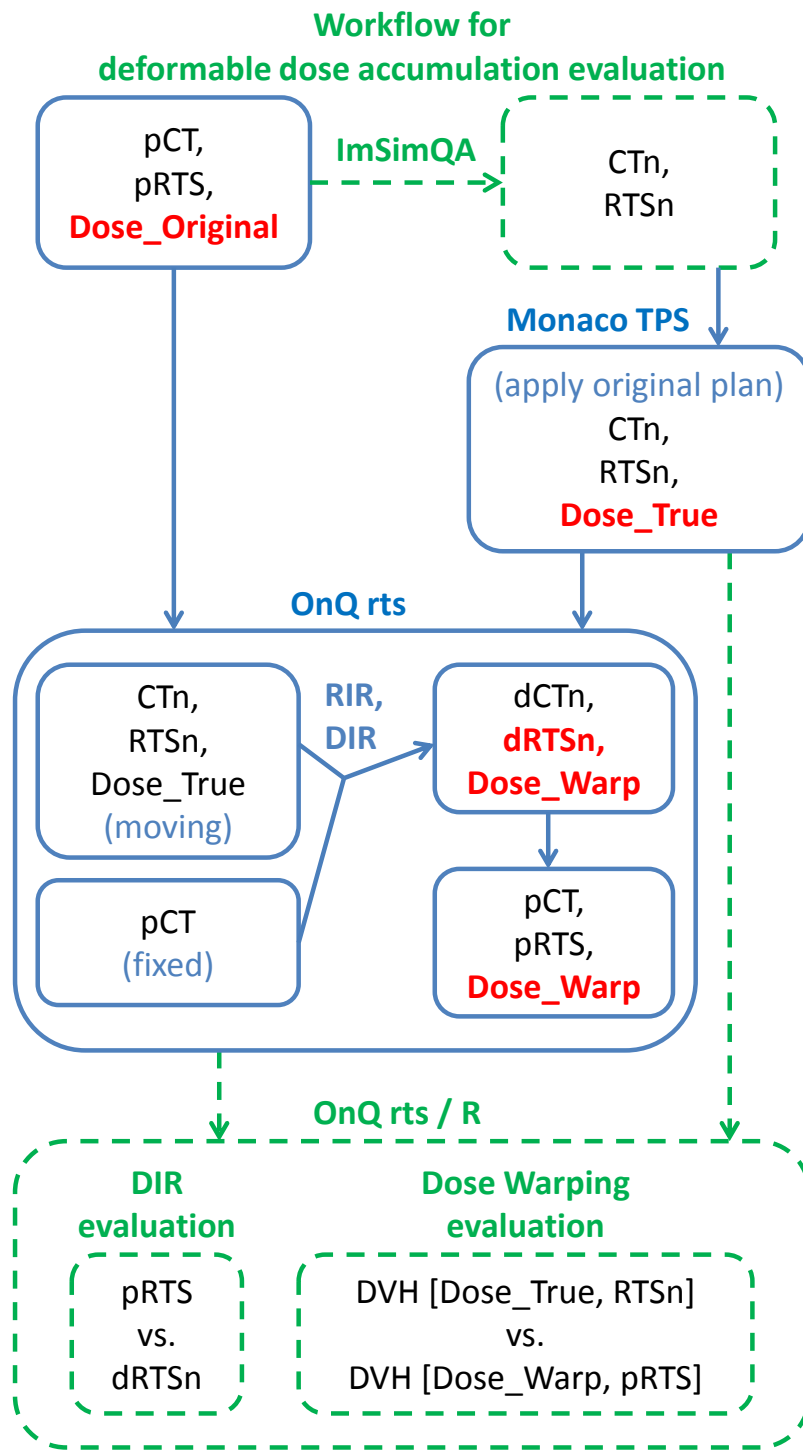 Workflow for
deformable dose accumulation evaluation
pCT,
pRTS,
Dose_Original
ImSimQA
CTn,
RTSn
Monaco TPS
(apply original plan)
CTn,
RTSn,
Dose_True
OnQ rts
CTn,
RTSn,
Dose_True
(moving)
RIR,
DIR
dCTn,
dRTSn,
Dose_Warp
pCT
(fixed)
pCT,
pRTS,
Dose_Warp
OnQ rts / R
DIR
evaluation
pRTS
vs.
dRTSn
Dose Warping
evaluation
DVH [Dose_True, RTSn]
vs.
DVH [Dose_Warp, pRTS]